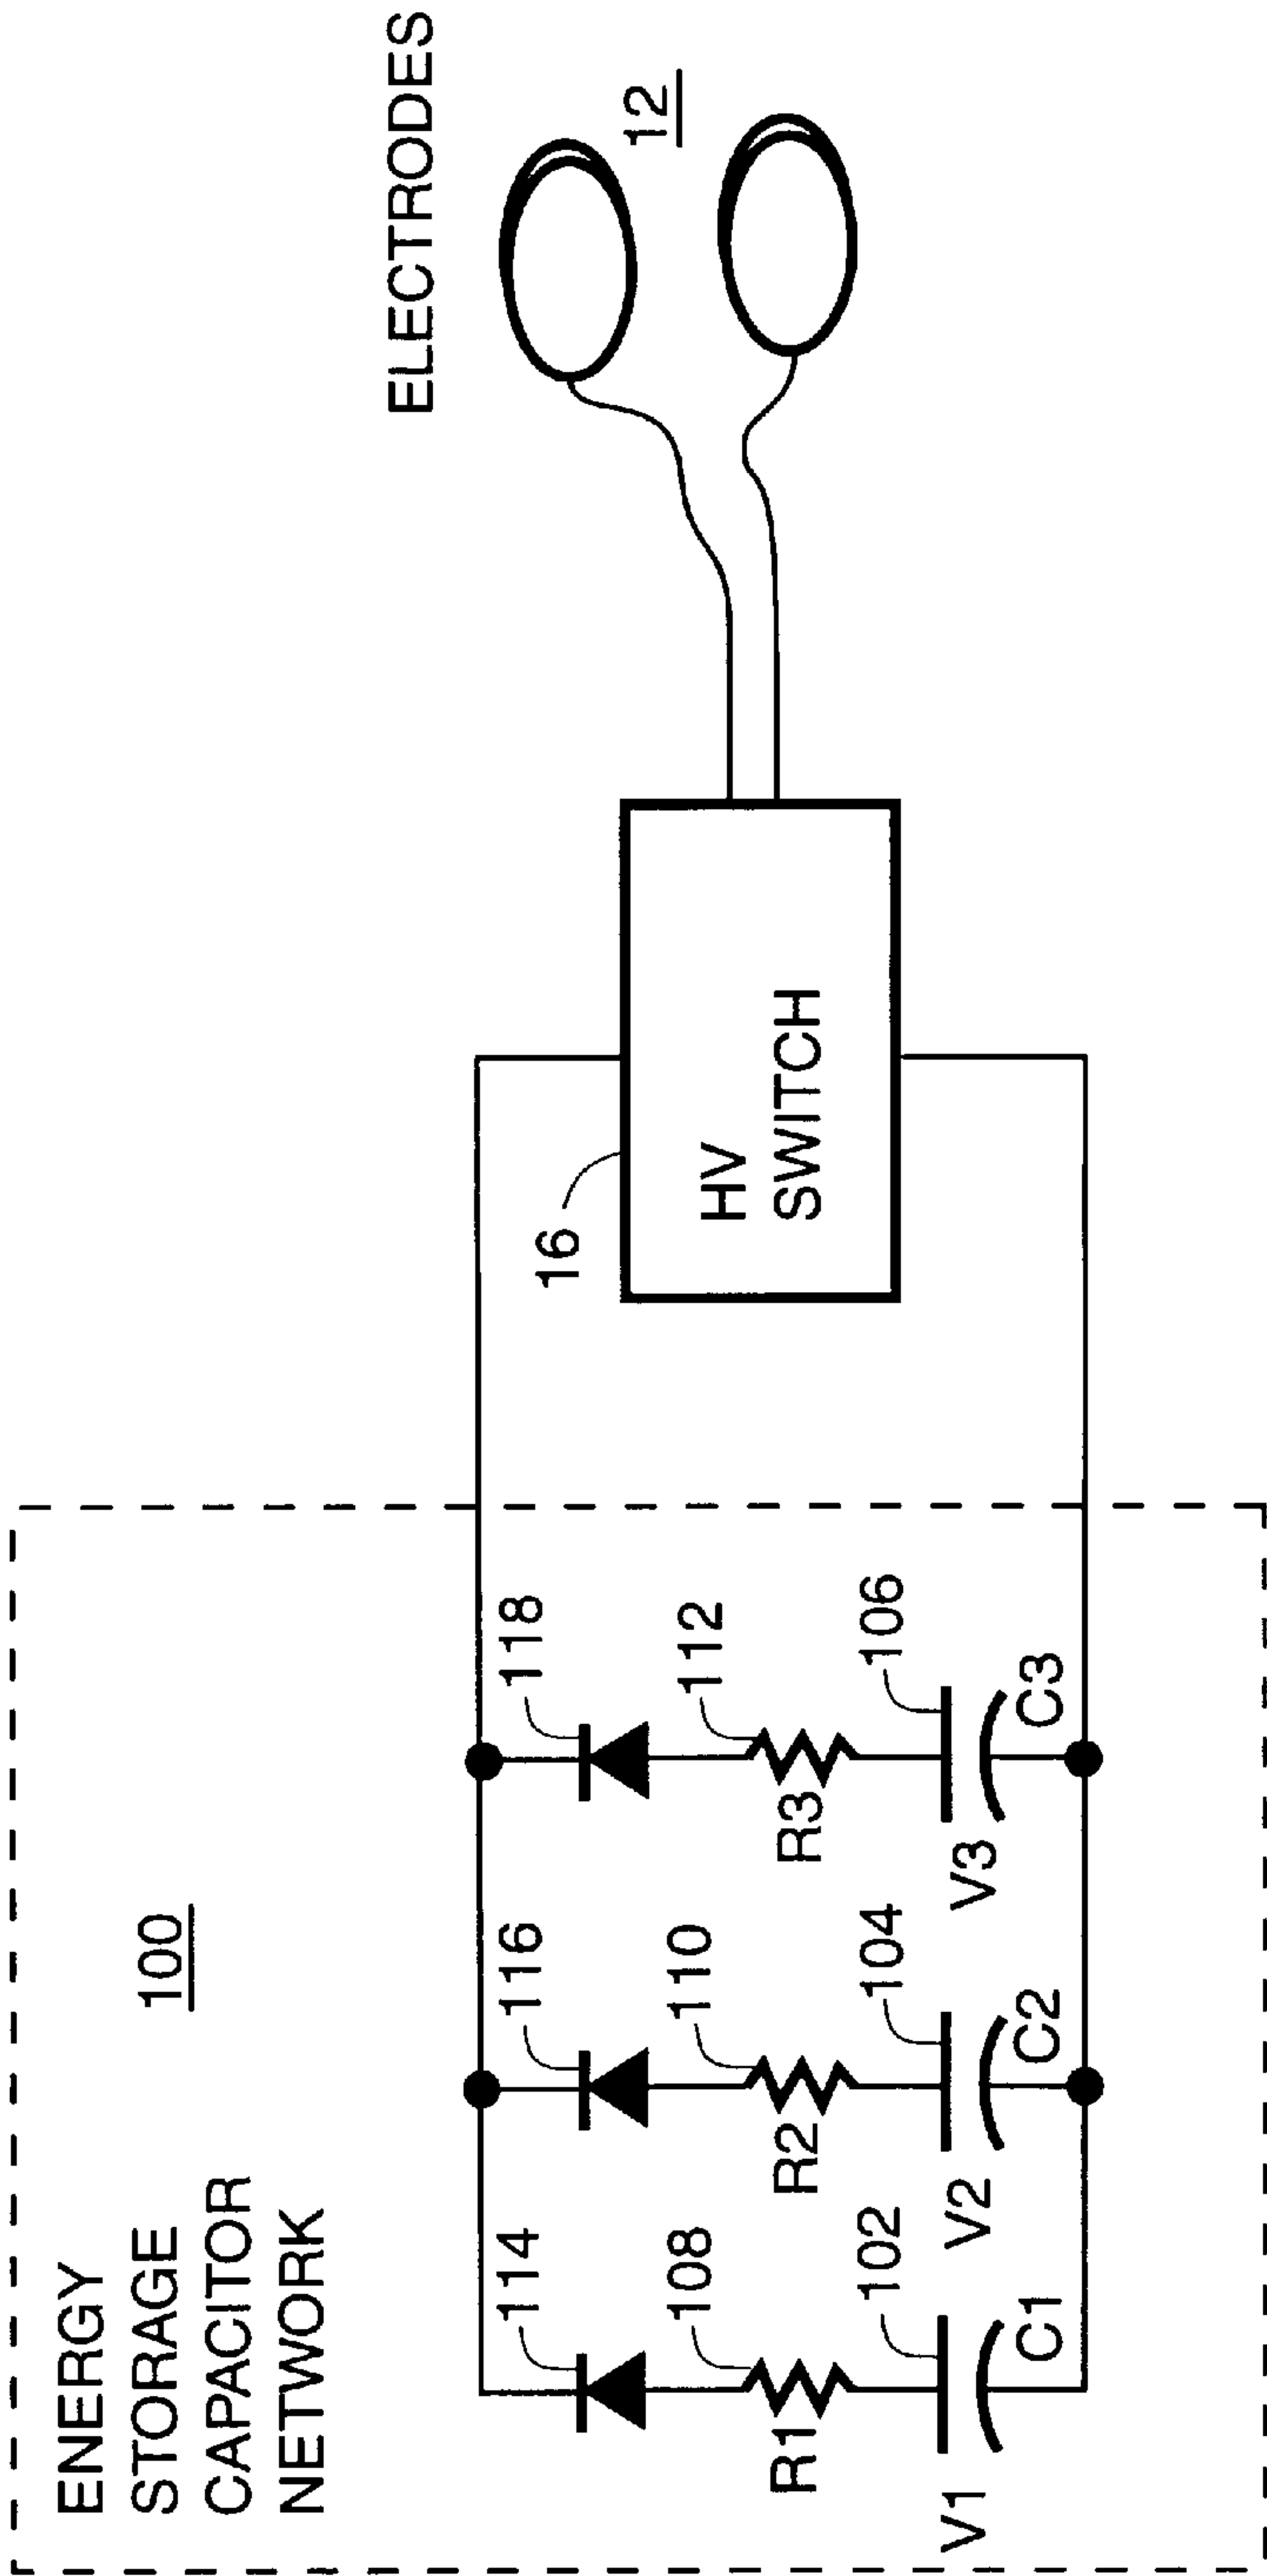 ENERGY
STORAGE
CAPACITOR
NETWORK
100
ELECTRODES
12
16
HV
SWITCH
114
116
118
108
110
112
R1
R2
R3
102
104
106
V1
V2
V3
C1
C2
C3